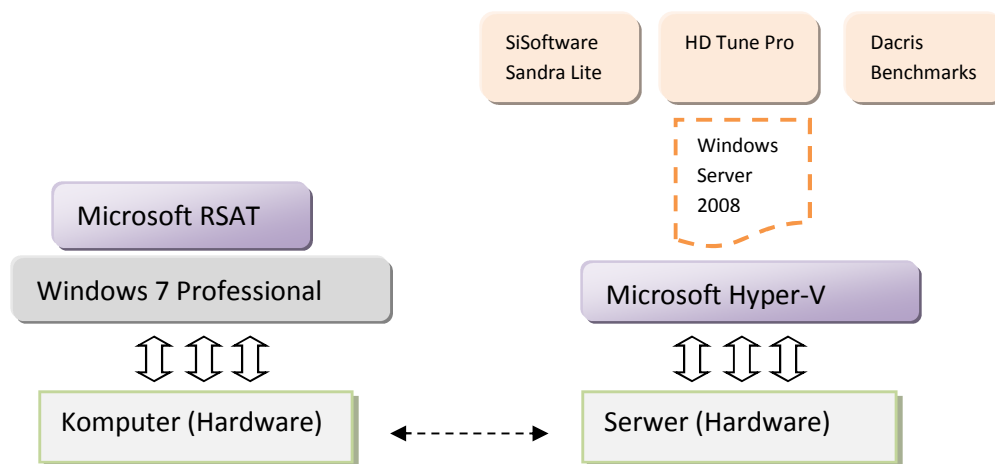 SiSoftware
Sandra Lite
HD Tune Pro
Dacris
Benchmarks
Windows
Server
2008
Microsoft RSAT
Windows 7 Professional
Microsoft Hyper-V
Komputer (Hardware)
Serwer (Hardware)